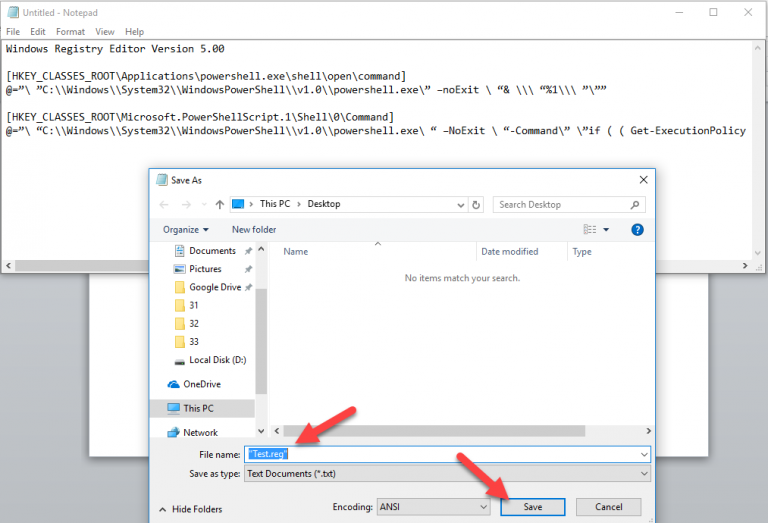 Untitled - Notepad
File Edit Format View Help
Windows Registry Editor Version 5.00
[HKEY_CLASSES_ROOT\Applications\powershell.exe\shell\open\command]
@=”\ ”C:\\Windows\\System32\\WindowsPowerShell\\v1.0\\powershell.exe\” –noExit \ “& \\\ “%1\\\ ”\””
[HKEY_CLASSES_ROOT\Microsoft.PowerShellScript.1\Shell\0\Command]
@=”\ “C:\\Windows\\System32\\WindowsPowerShell\\v1.0\\powershell.exe\ “ –NoExit \ “-Command\” \”if ( ( Get-ExecutionPolicy
Save As
This PC > Desktop
Search Desktop
Organize New folder
Name Date modified Type
No items match your search.
Documents
Pictures
Google Drive
31
32
33
Local Disk (D:)
OneDrive
This PC
Network
File name: "Test.reg"
Save as type: Text Documents (*.txt)
Hide Folders Encoding: ANSI Save Cancel